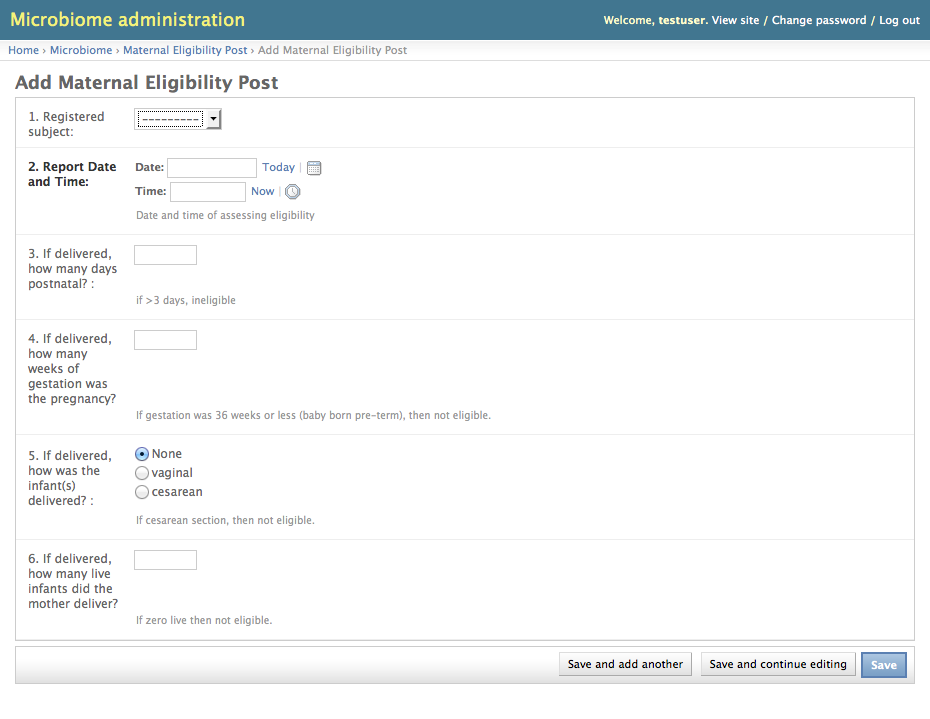 Microbiome administration
Welcome, testuser. View site / Change password / Log out
Home › Microbiome › Maternal Eligibility Post › Add Maternal Eligibility Post
Add Maternal Eligibility Post
1. Registered
subject:
---------
2. Report Date
and Time:
Date:
Today |
Time:
Now |
Date and time of assessing eligibility
3. If delivered,
how many days
postnatal? :
if >3 days, ineligible
4. If delivered,
how many
weeks of
gestation was
the pregnancy?
If gestation was 36 weeks or less (baby born pre-term), then not eligible.
5. If delivered,
how was the
infant(s)
delivered? :
None
vaginal
cesarean
If cesarean section, then not eligible.
6. If delivered,
how many live
infants did the
mother deliver?
If zero live then not eligible.
Save and add another
Save and continue editing
Save